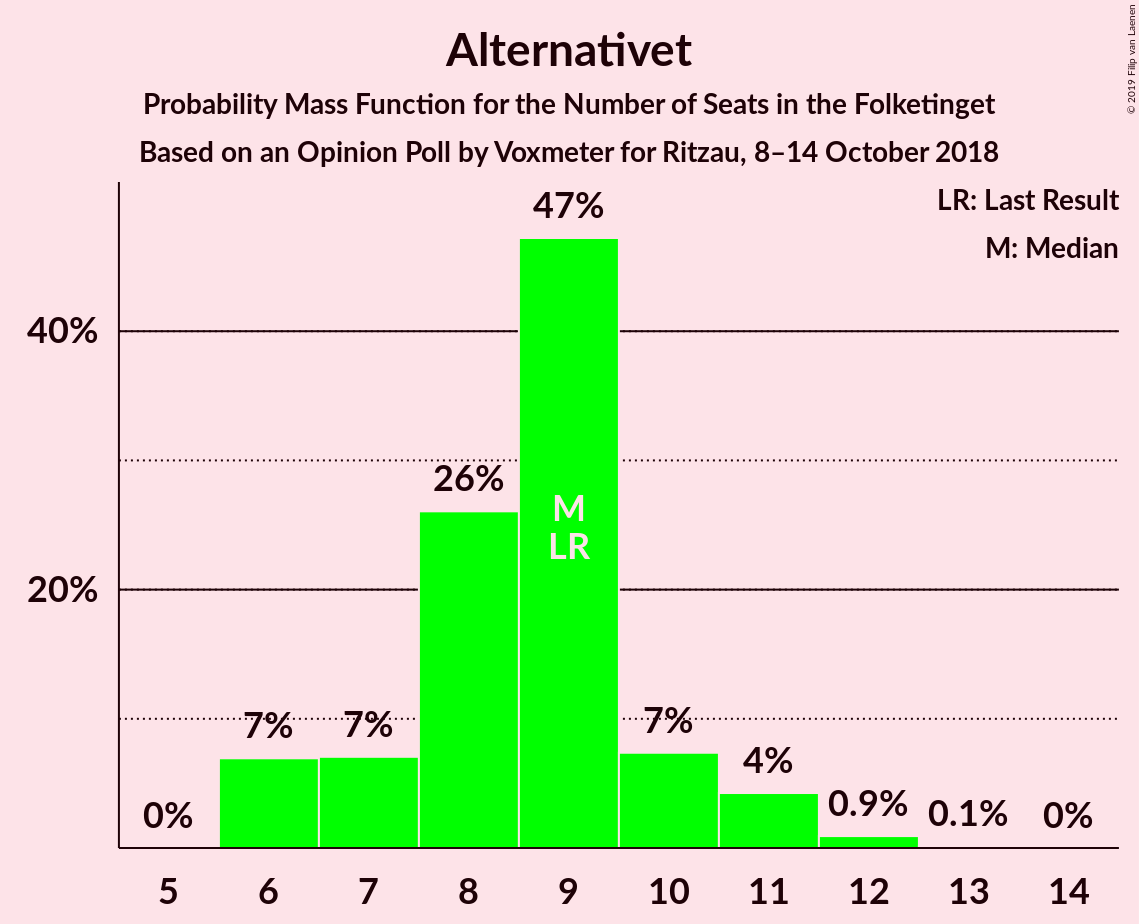 Alternativet
Probability Mass Function for the Number of Seats in the Folketinget
Based on an Opinion Poll by Voxmeter for Ritzau, 8–14 October 2018
© 2019 Filip van Laenen
LR: Last Result
M: Median
47%
40%
26%
M
LR
20%
7%
7%
7%
4%
0.9%
0.1%
0%
0%
5 6 7 8 9 10 11 12 13 14